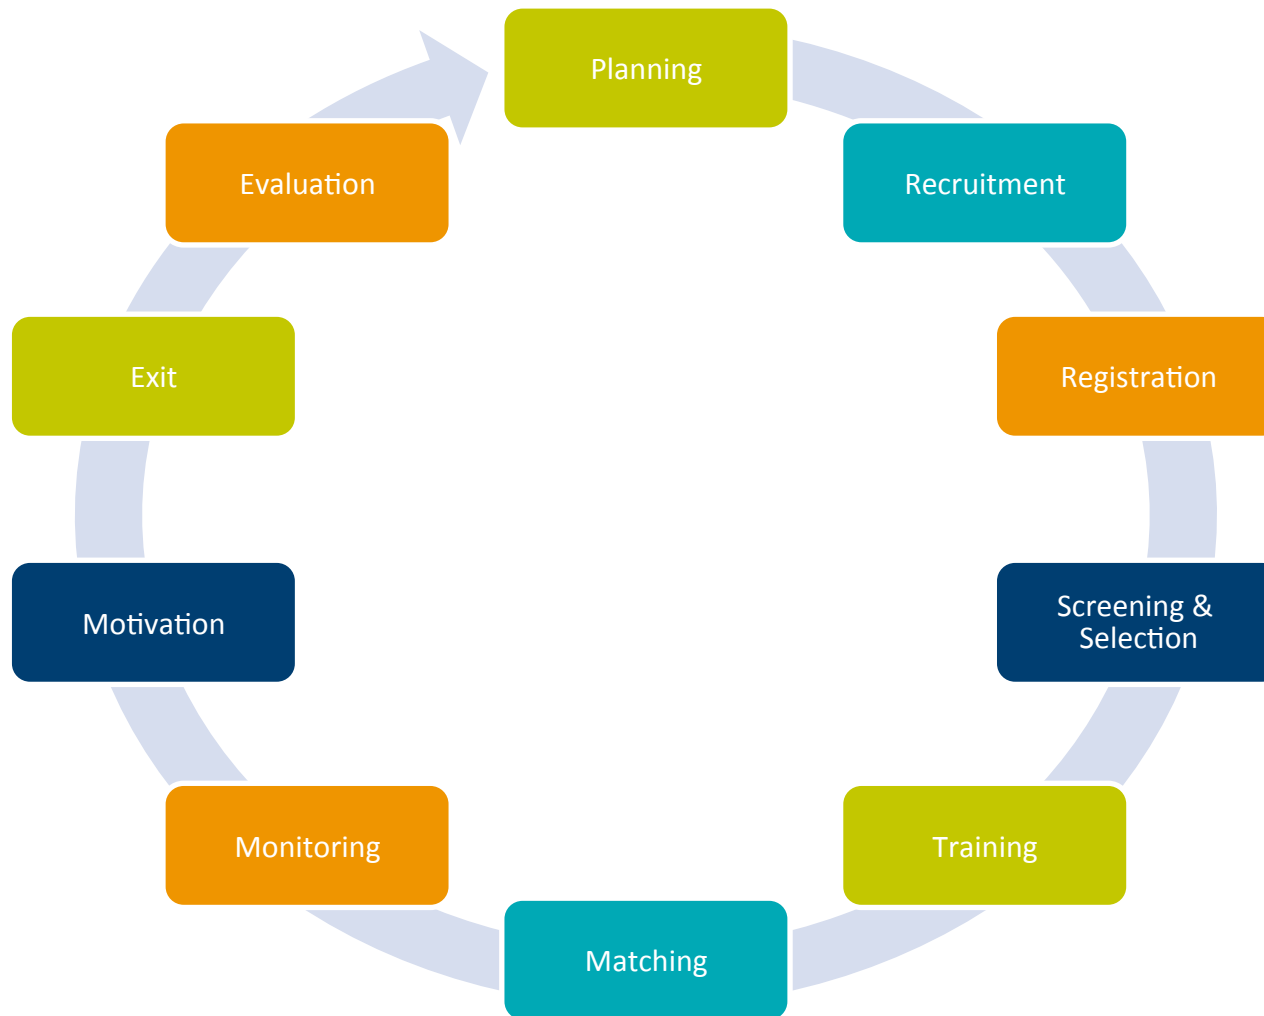 Planning
Recruitment
Registration
Screening &
Selection
Training
Matching
Monitoring
Motivation
Exit
Evaluation